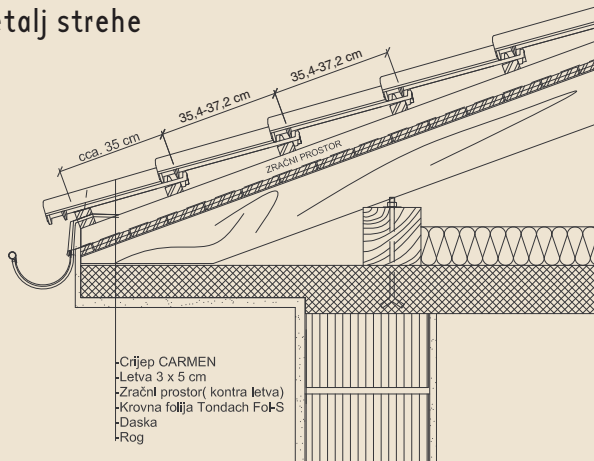 etalj strehe
35,4-37,2 cm
35,4-37,2 cm
cca. 35 cm
ZRAČNI PROSTOR
-Crijep CARMEN
-Letva 3 x 5 cm
-Zračni prostor( kontra letva)
-Krovna folija Tondach Fol-S
-Daska
-Rog